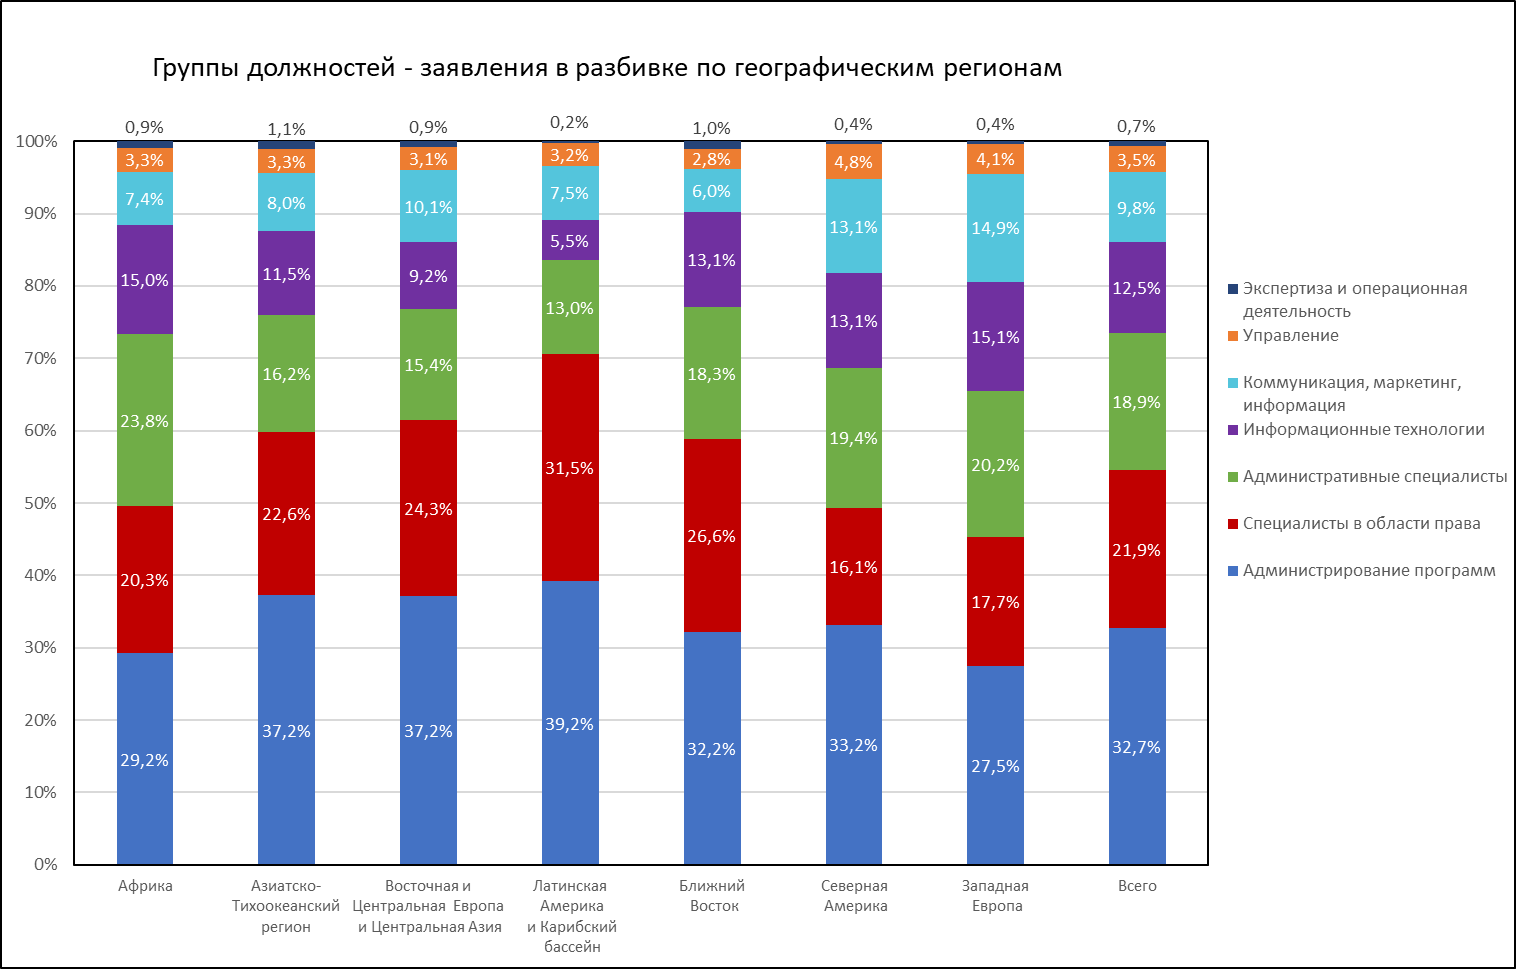 Группы должностей - заявления в разбивке по географическим регионам
0,9%
1,1%
0,9%
0,2%
1,0%
0,4%
0,4%
0,7%
100%
90%
80%
70%
60%
50%
40%
30%
20%
10%
0%
3,3%
3,3%
3,1%
3,2%
2,8%
4,8%
4,1%
3,5%
7,4%
8,0%
10,1%
7,5%
6,0%
13,1%
14,9%
9,8%
15,0%
11,5%
9,2%
5,5%
13,1%
13,1%
15,1%
12,5%
23,8%
16,2%
15,4%
13,0%
18,3%
19,4%
20,2%
18,9%
20,3%
22,6%
24,3%
31,5%
26,6%
16,1%
17,7%
21,9%
29,2%
37,2%
37,2%
39,2%
32,2%
33,2%
27,5%
32,7%
Африка
Азиатско-
Тихоокеанский
регион
Восточная и
Центральная Европа
и Центральная Азия
Латинская
Америка
и Карибский
бассейн
Ближний
Восток
Северная
Америка
Западная
Европа
Всего
Экспертиза и операционная
деятельность
Управление
Коммуникация, маркетинг,
информация
Информационные технологии
Административные специалисты
Специалисты в области права
Администрирование программ